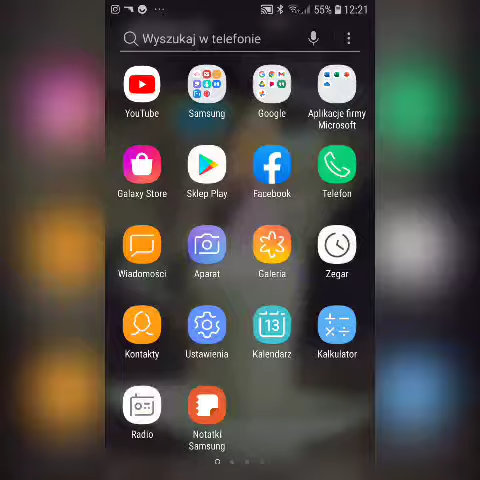 55% 12:21
Wyszukaj w telefonie
YouTube
Samsung
Google
Aplikacje firmy
Microsoft
Galaxy Store
Sklep Play
Facebook
Telefon
Wiadomości
Aparat
Galeria
Zegar
13
Kontakty
Ustawienia
Kalendarz
Kalkulator
Radio
Notatki
Samsung